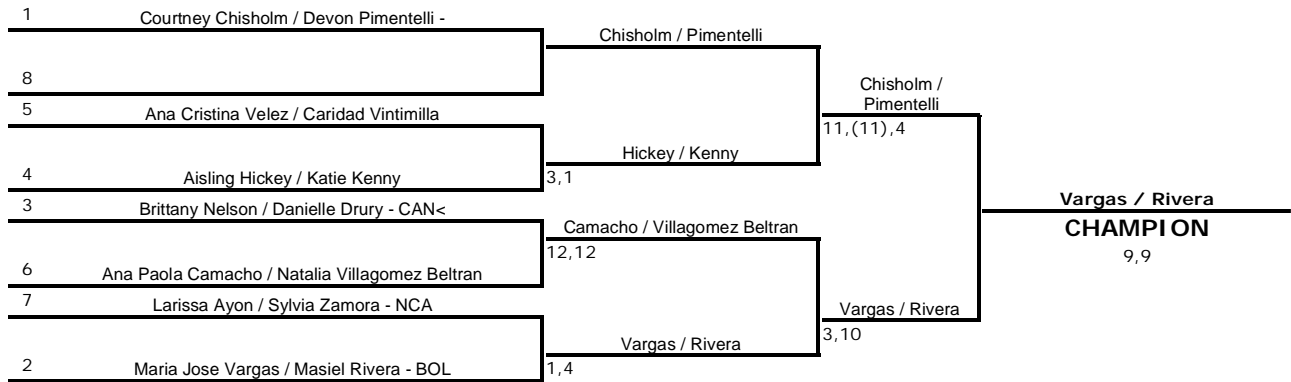 1
Courtney Chisholm / Devon Pimentelli -
Chisholm / Pimentelli
8
Chisholm /
Pimentelli
5
Ana Cristina Velez / Caridad Vintimilla
11,(11),4
Hickey / Kenny
4
Aisling Hickey / Katie Kenny
3,1
3
Brittany Nelson / Danielle Drury - CAN<
Vargas / Rivera
CHAMPION
9,9
Camacho / Villagomez Beltran
12,12
6
Ana Paola Camacho / Natalia Villagomez Beltran
7
Larissa Ayon / Sylvia Zamora - NCA
Vargas / Rivera
3,10
Vargas / Rivera
2
Maria Jose Vargas / Masiel Rivera - BOL
1,4